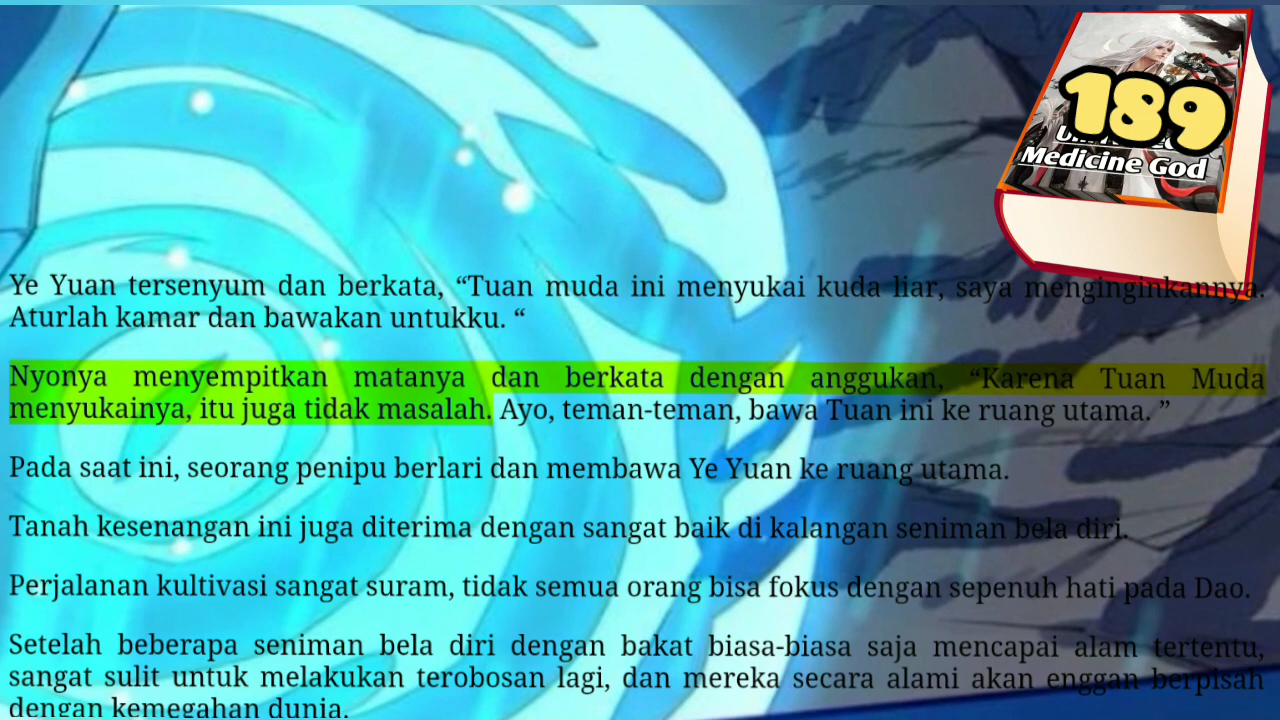 189
Medicine God
Ye Yuan tersenyum dan berkata, “Tuan muda ini menyukai kuda liar, saya menginginkannya.
Aturlah kamar dan bawakan untukku. “
Nyonya menyempitkan matanya dan berkata dengan anggukan, “Karena Tuan Muda
menyukainya, itu juga tidak masalah. Ayo, teman-teman, bawa Tuan ini ke ruang utama. ”
Pada saat ini, seorang penipu berlari dan membawa Ye Yuan ke ruang utama.
Tanah kesenangan ini juga diterima dengan sangat baik di kalangan seniman bela diri.
Perjalanan kultivasi sangat suram, tidak semua orang bisa fokus dengan sepenuh hati pada Dao.
Setelah beberapa seniman bela diri dengan bakat biasa-biasa saja mencapai alam tertentu,
sangat sulit untuk melakukan terobosan lagi, dan mereka secara alami akan enggan berpisah
dengan kemegahan dunia.